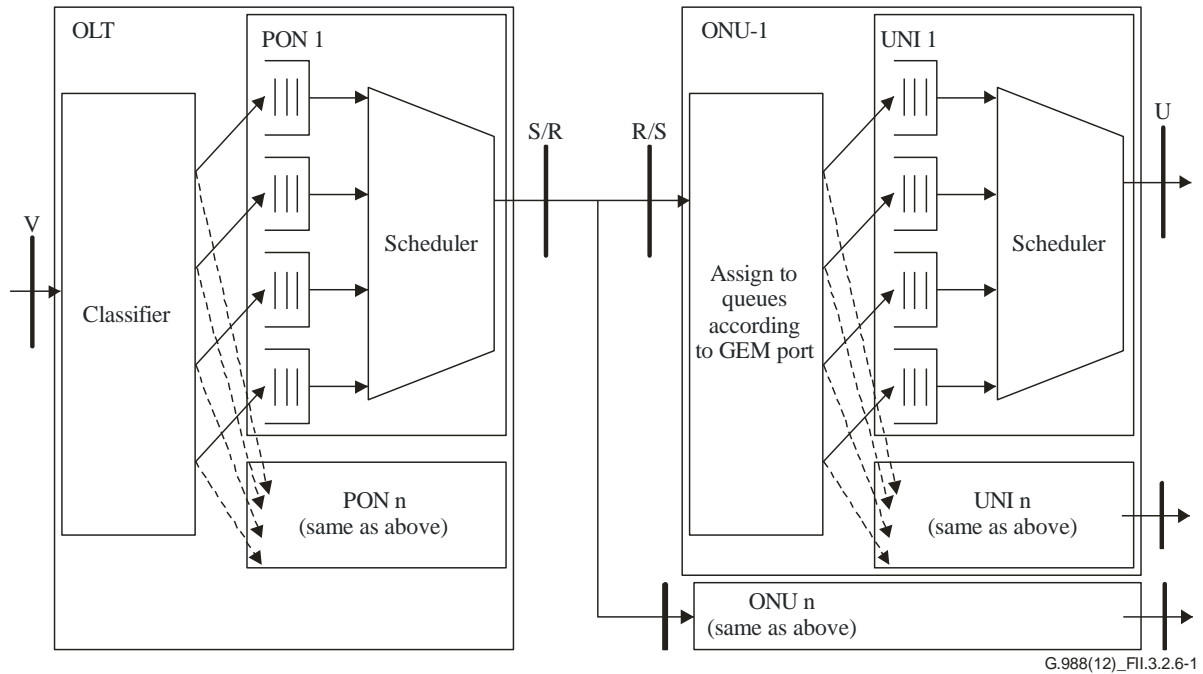 OLT
PON 1
ONU-1
UNI 1
S/R
R/S
U
V
Classifier
Scheduler
Assign to
queues
according
to GEM port
Scheduler
PON n
(same as above)
UNI n
(same as above)
ONU n
(same as above)
G.988(12)_FII.3.2.6-1